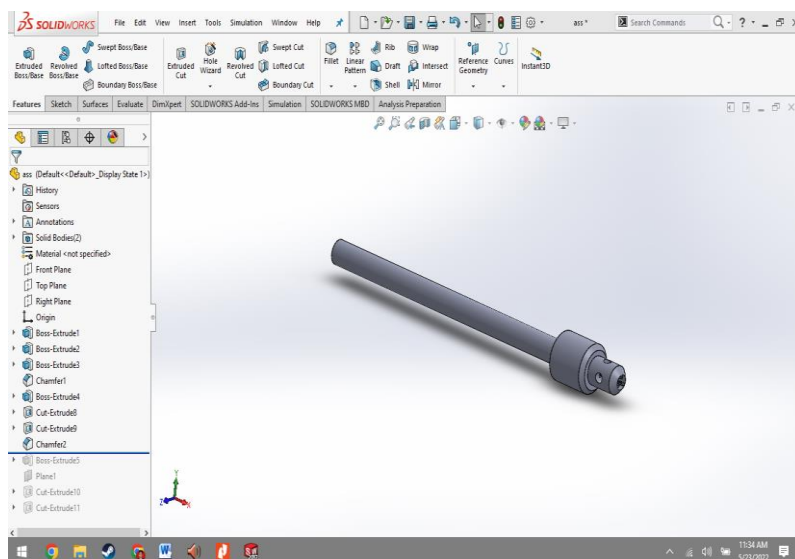 SOLIDWORKS File Edit View Insert Tools Simulation Window Help ass * Search Commands
Extruded Boss/Base
Revolved Boss/Base
Swept Boss/Base
Lofted Boss/Base
Boundary Boss/Base
Extruded Cut
Hole Wizard
Revolved Cut
Swept Cut
Lofted Cut
Boundary Cut
Fillet
Linear Pattern
Rib
Draft
Shell
Wrap
Intersect
Mirror
Reference Geometry
Curves
Instant3D
Features Sketch Surfaces Evaluate DimXpert SOLIDWORKS Add-Ins Simulation SOLIDWORKS MBD Analysis Preparation
ass (Default<<Default>_Display State 1>)
History
Sensors
Annotations
Solid Bodies(2)
Material <not specified>
Front Plane
Top Plane
Right Plane
Origin
Boss-Extrude1
Boss-Extrude2
Boss-Extrude3
Chamfer1
Boss-Extrude4
Cut-Extrude8
Cut-Extrude9
Chamfer2
Boss-Extrude5
Plane1
Cut-Extrude10
Cut-Extrude11
Y
Z
X
11:34 AM
5/23/2022